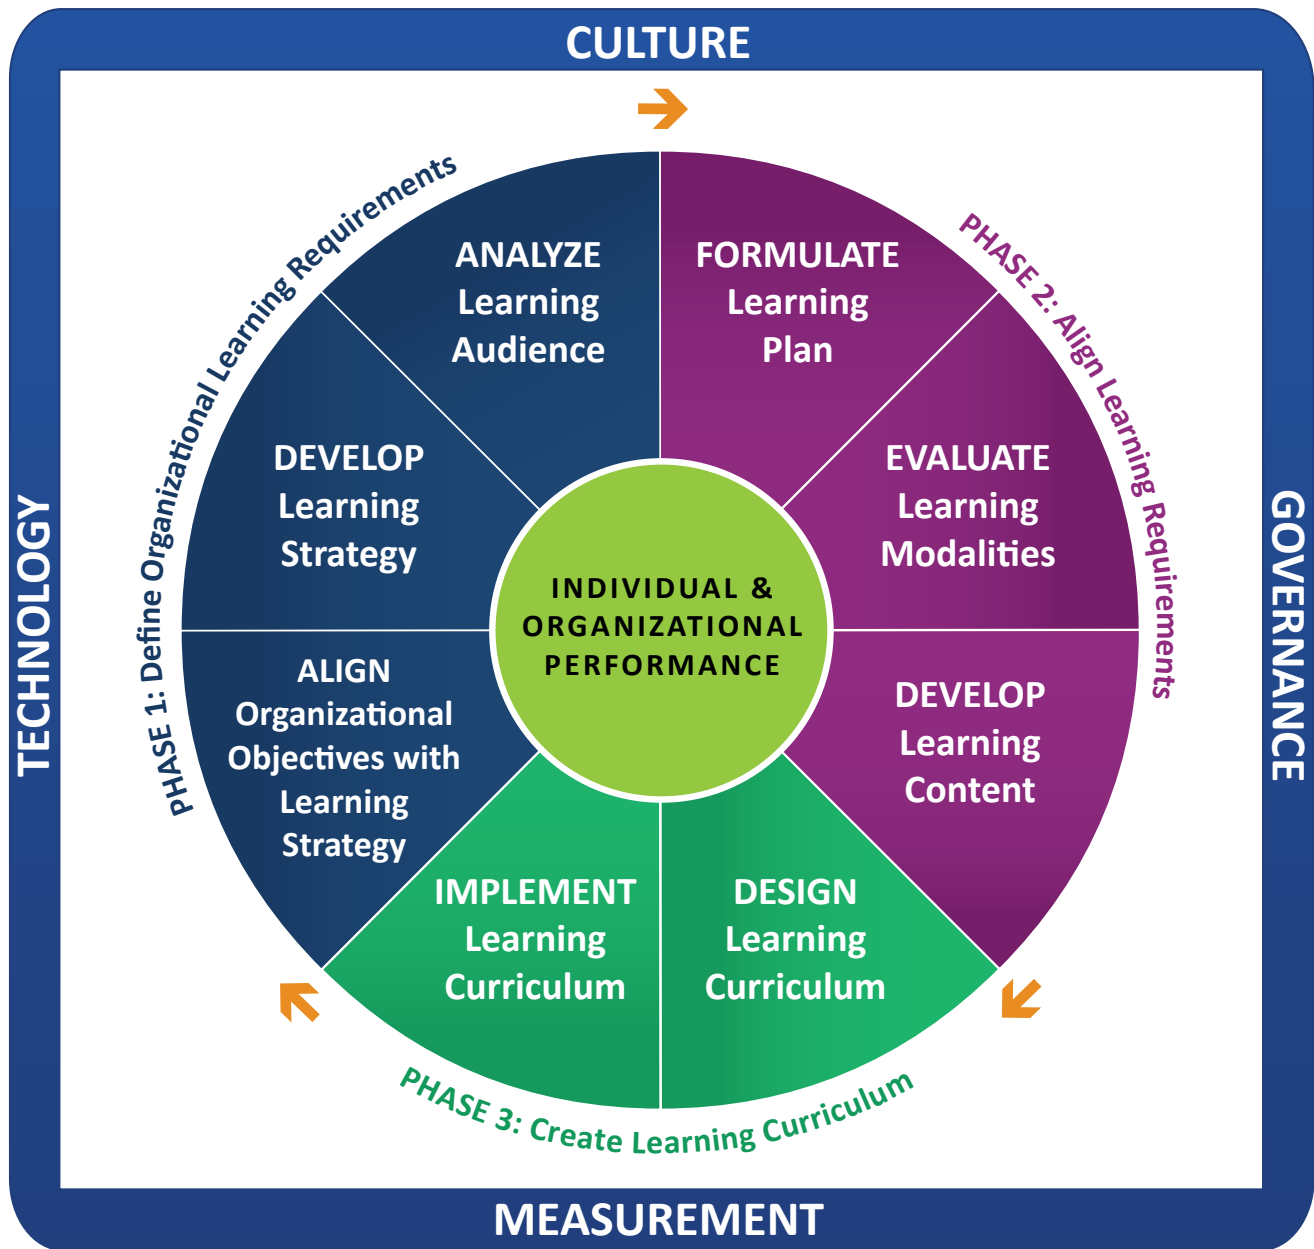 CULTURE
TECHNOLOGY
GOVERNANCE
MEASUREMENT
PHASE 1: Define Organizational Learning Requirements
ALIGN
Organizational
Objectives with
Learning
Strategy
DEVELOP
Learning
Strategy
ANALYZE
Learning
Audience
PHASE 2: Align Learning Requirements
FORMULATE
Learning
Plan
EVALUATE
Learning
Modalities
DEVELOP
Learning
Content
PHASE 3: Create Learning Curriculum
DESIGN
Learning
Curriculum
IMPLEMENT
Learning
Curriculum
INDIVIDUAL &
ORGANIZATIONAL
PERFORMANCE